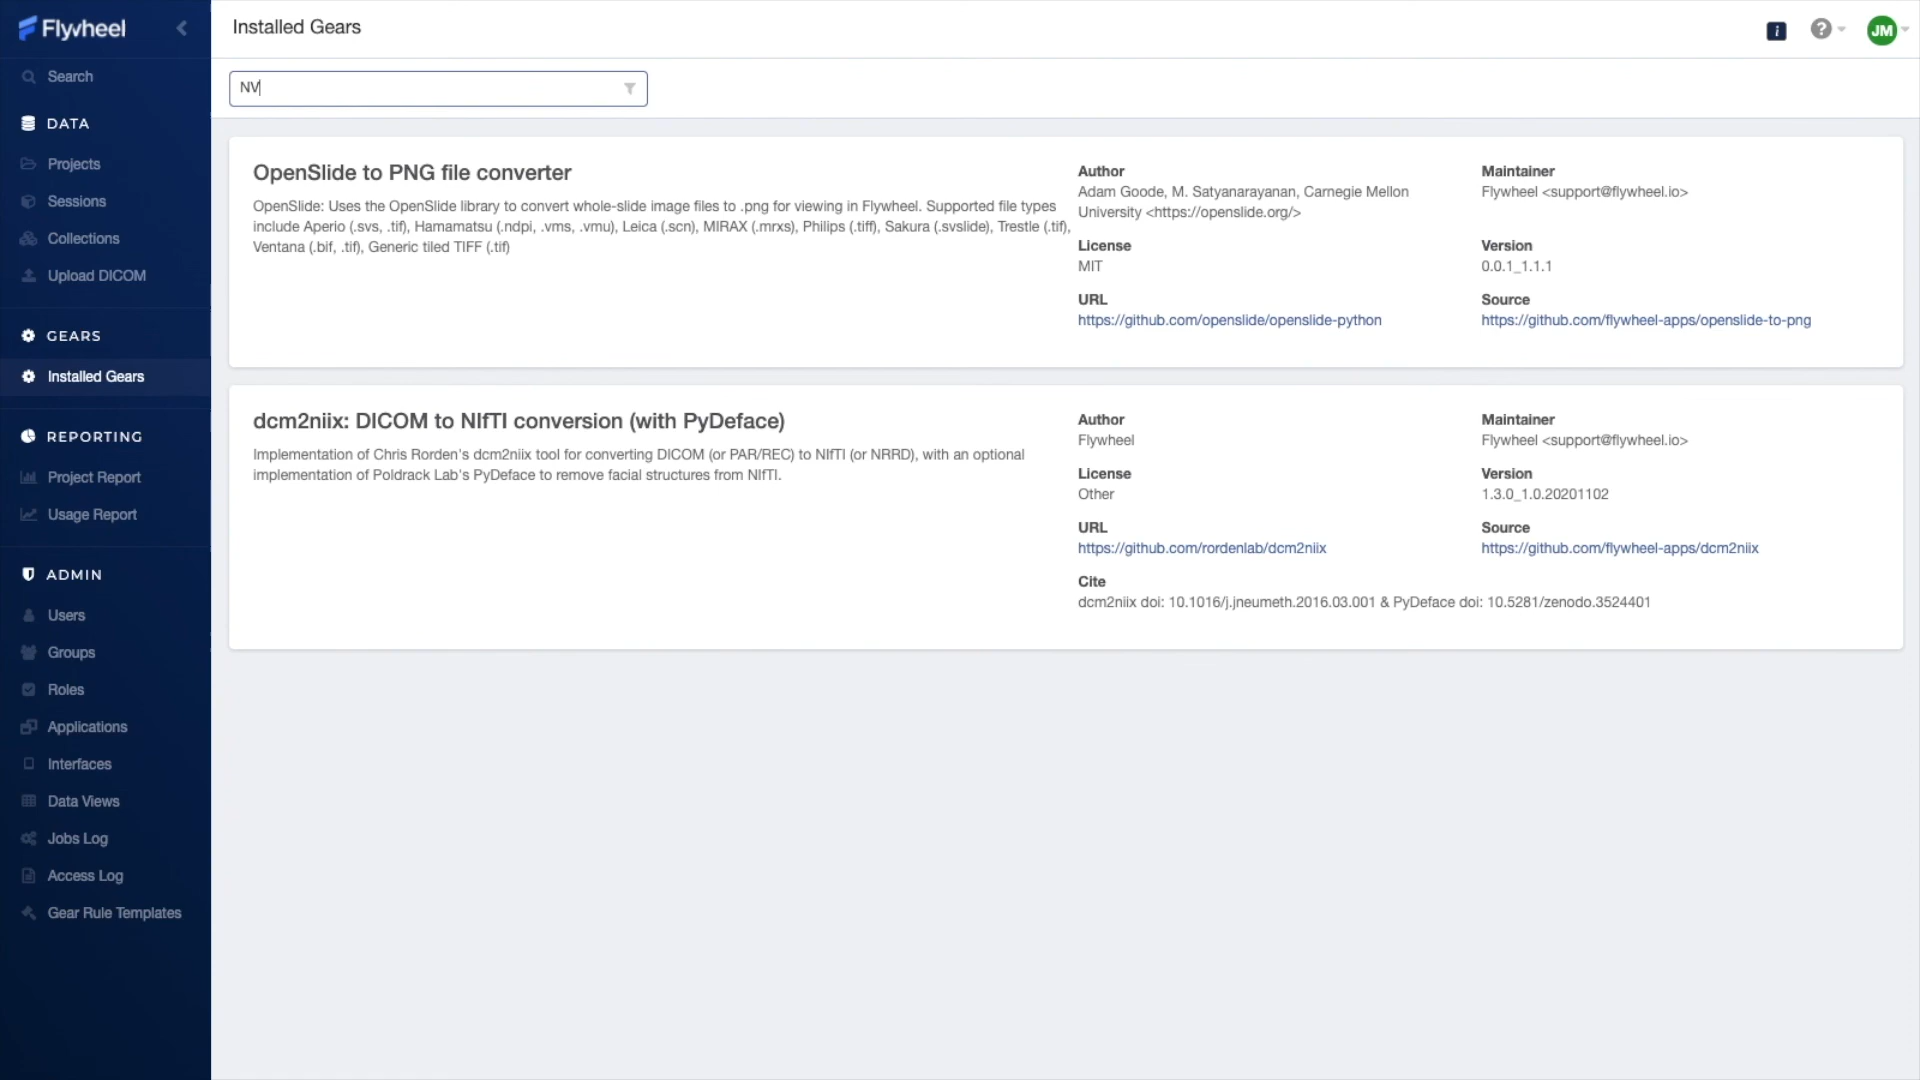 Flywheel
Search
DATA
Projects
Sessions
Collections
Upload DICOM
GEARS
Installed Gears
REPORTING
Project Report
Usage Report
ADMIN
Users
Groups
Roles
Applications
Interfaces
Data Views
Jobs Log
Access Log
Gear Rule Templates
Installed Gears
i
?
JM
NV
OpenSlide to PNG file converter
OpenSlide: Uses the OpenSlide library to convert whole-slide image files to .png for viewing in Flywheel. Supported file types
include Aperio (.svs, .tif), Hamamatsu (.ndpi, .vms, .vmu), Leica (.scn), MIRAX (.mrxs), Philips (.tiff), Sakura (.svslide), Trestle (.tif),
Ventana (.bif, .tif), Generic tiled TIFF (.tif)
Author
Adam Goode, M. Satyanarayanan, Carnegie Mellon
University <https://openslide.org/>
Maintainer
Flywheel <support@flywheel.io>
License
MIT
Version
0.0.1_1.1.1
URL
https://github.com/openslide/openslide-python
Source
https://github.com/flywheel-apps/openslide-to-png
dcm2niix: DICOM to NIfTI conversion (with PyDeface)
Implementation of Chris Rorden's dcm2niix tool for converting DICOM (or PAR/REC) to NIfTI (or NRRD), with an optional
implementation of Poldrack Lab's PyDeface to remove facial structures from NIfTI.
Author
Flywheel
Maintainer
Flywheel <support@flywheel.io>
License
Other
Version
1.3.0_1.0.20201102
URL
https://github.com/rordenlab/dcm2niix
Source
https://github.com/flywheel-apps/dcm2niix
Cite
dcm2niix doi: 10.1016/j.jneumeth.2016.03.001 & PyDeface doi: 10.5281/zenodo.3524401